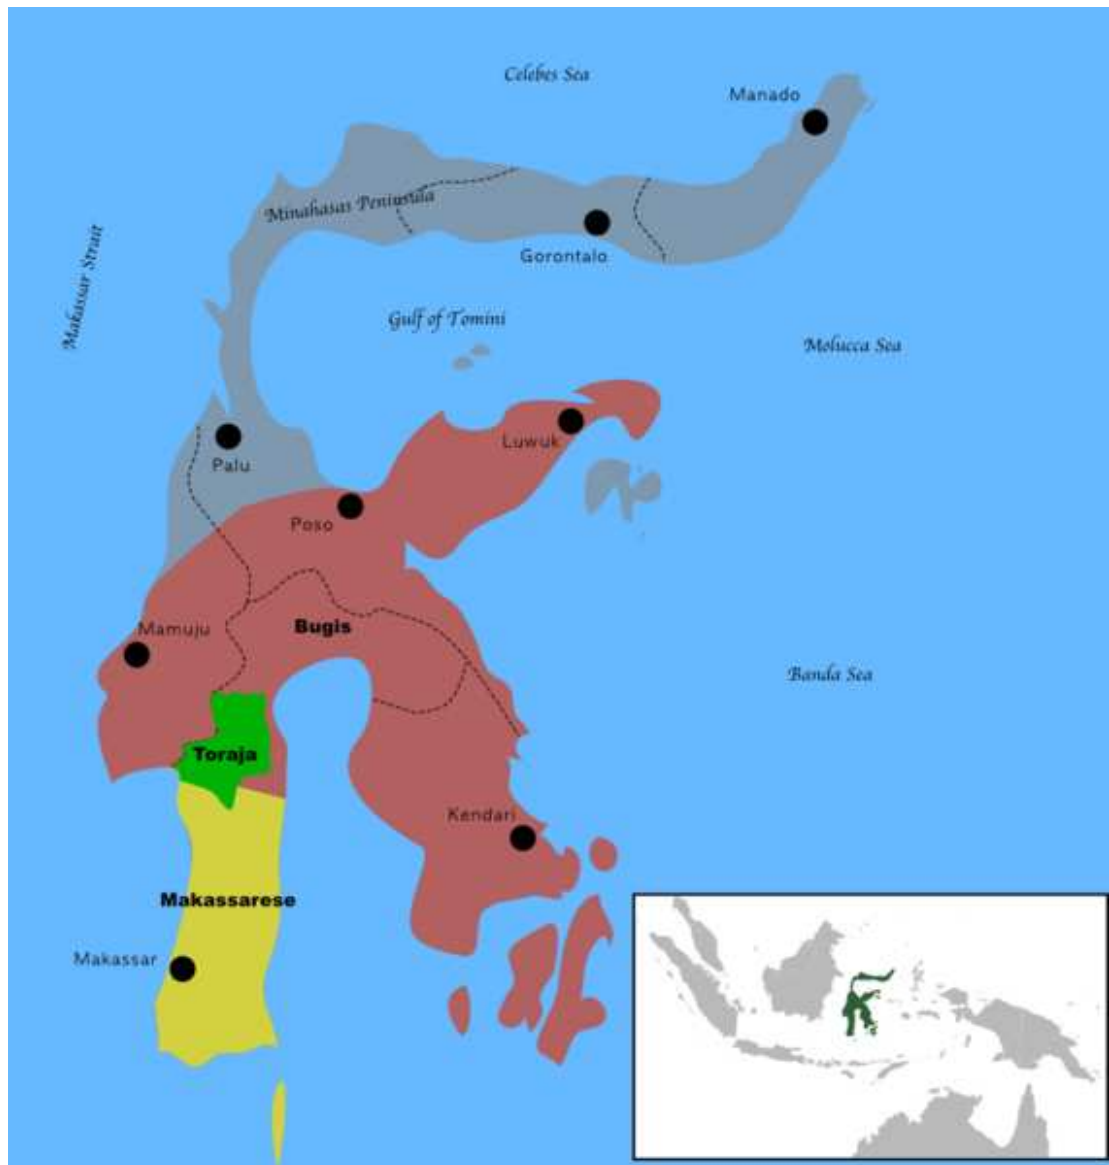 Celebes Sea
Manado
Minahasas Peninsula
Gorontalo
Makassar Strait
Gulf of Tomini
Molucca Sea
Luwuk
Palu
Poso
Bugis
Mamuju
Banda Sea
Toraja
Kendari
Makassarese
Makassar